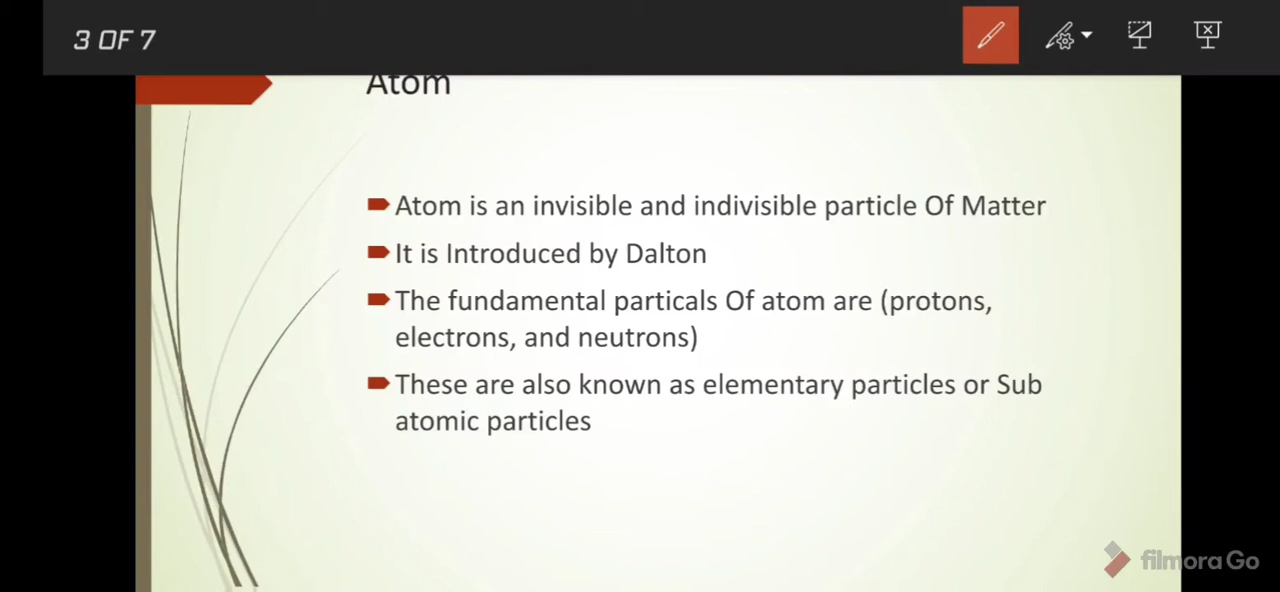 3 OF 7
Atom
Atom is an invisible and indivisible particle Of Matter
It is Introduced by Dalton
The fundamental particals Of atom are (protons,
electrons, and neutrons)
These are also known as elementary particles or Sub
atomic particles
filmora Go